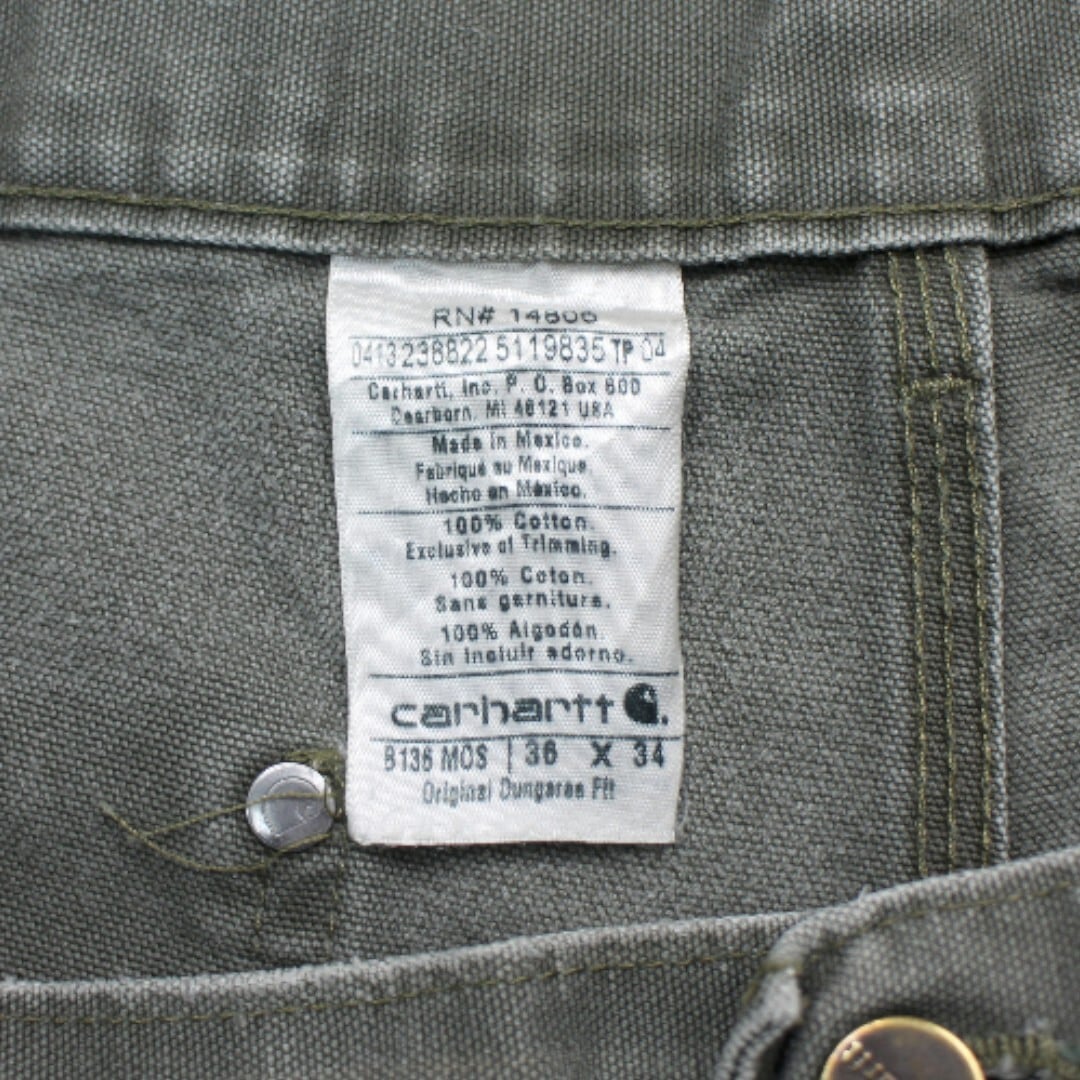 RN# 14806
0413238822 5119835 TP 04
Carhartt, Inc. P. O. Box 600
Dearborn, MI 48121 USA
Made in Mexico.
Fabriqué au Mexique.
Hecho en México.
100% Cotton.
Exclusive of Trimming.
100% Coton.
Sans garniture.
100% Algodón.
Sin incluir adorno.
carhartt
B136 MOS | 36 X 34
Original Dungaree Fit